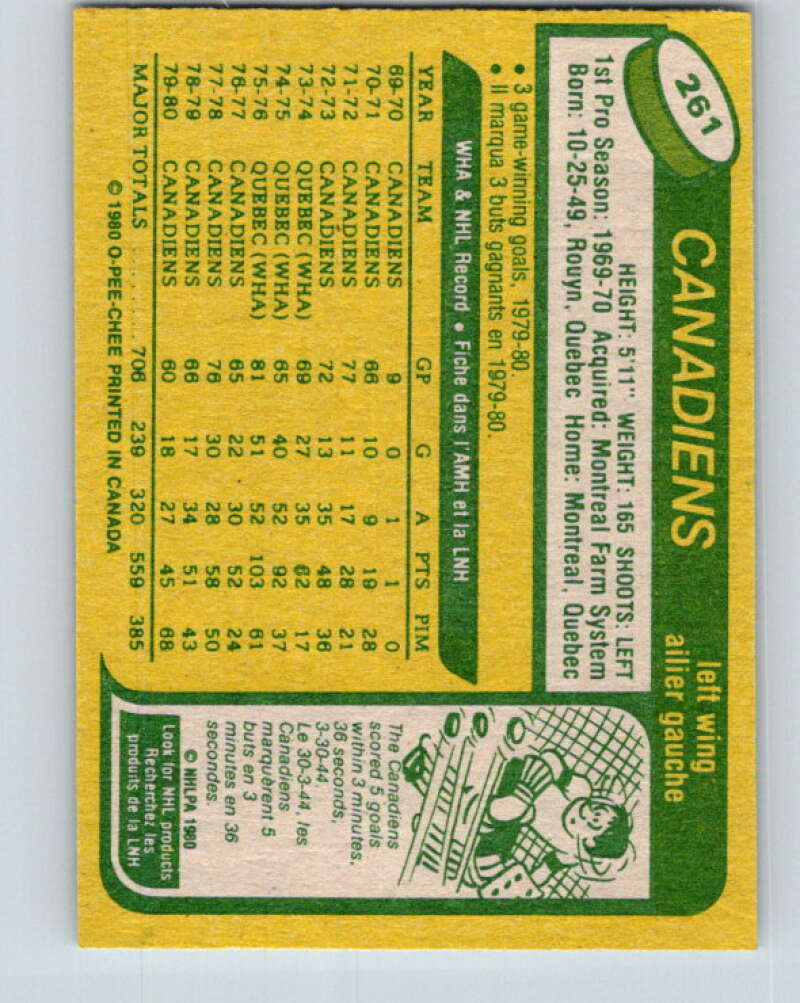 261
CANADIENS
left wing
ailier gauche
HEIGHT: 5'11" WEIGHT: 165 SHOOTS: LEFT
1st Pro Season: 1969-70 Acquired: Montreal Farm System
Born: 10-25-49, Rouyn, Quebec Home: Montreal, Quebec
• 3 game-winning goals, 1979-80.
• Il marqua 3 buts gagnants en 1979-80.
WHA & NHL Record • Fiche dans l'AMH et la LNH
YEAR TEAM GP G A PTS PIM
69-70 CANADIENS 9 0 1 1 0
70-71 CANADIENS 66 10 9 19 28
71-72 CANADIENS 77 11 17 28 21
72-73 CANADIENS 72 13 35 48 36
73-74 QUEBEC (WHA) 69 27 35 62 17
74-75 QUEBEC (WHA) 65 40 52 92 37
75-76 QUEBEC (WHA) 81 51 52 103 61
76-77 CANADIENS 65 22 30 52 24
77-78 CANADIENS 76 30 28 58 50
78-79 CANADIENS 66 17 34 51 43
79-80 CANADIENS 60 18 27 45 68
MAJOR TOTALS ........ 706 239 320 559 385
© 1980 O-PEE-CHEE PRINTED IN CANADA
The Canadiens
scored 5 goals
within 3 minutes,
36 seconds,
3-30-44.
Le 30-3-44, les
Canadiens
marquèrent 5
buts en 3
minutes en 36
secondes.
© NHLPA 1980
Look for NHL products
Recherchez les
produits de la LNH